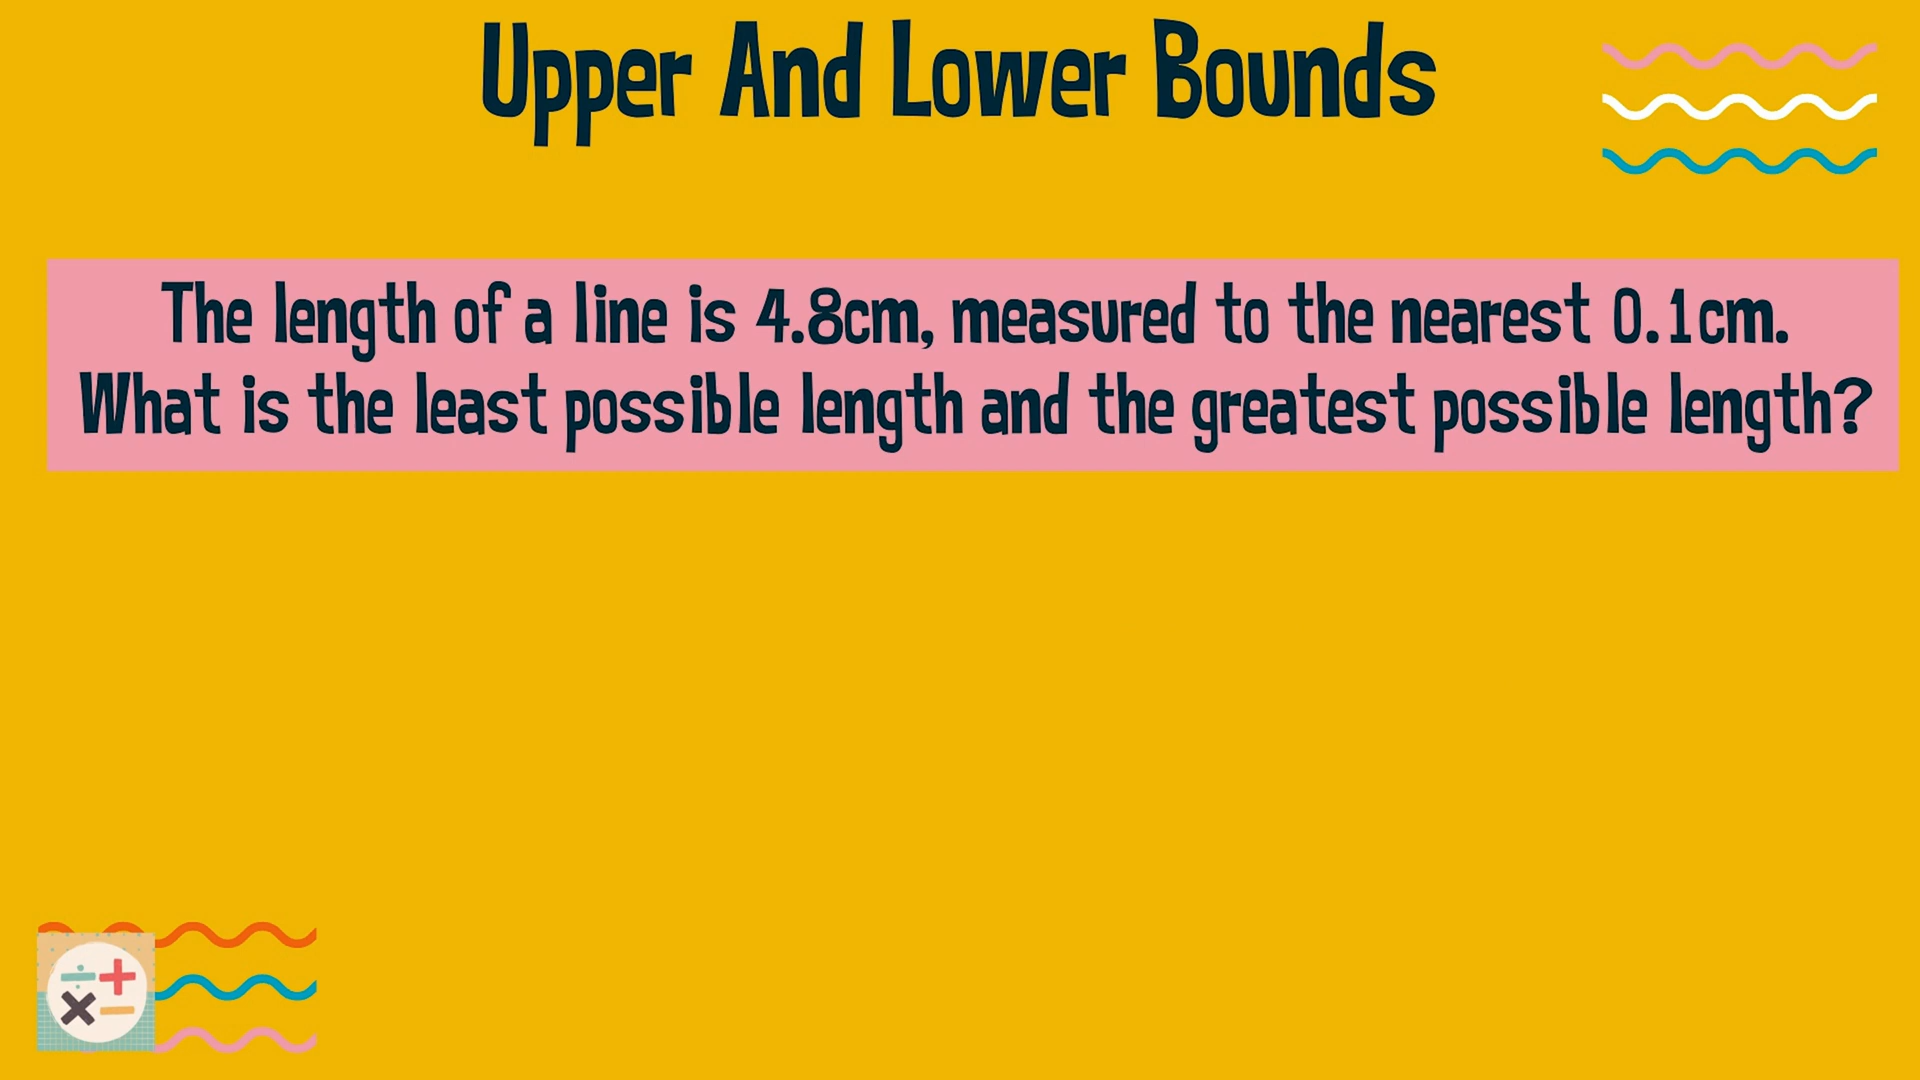 Upper And Lower Bounds
The length of a line is 4.8cm, measured to the nearest 0.1cm.
What is the least possible length and the greatest possible length?